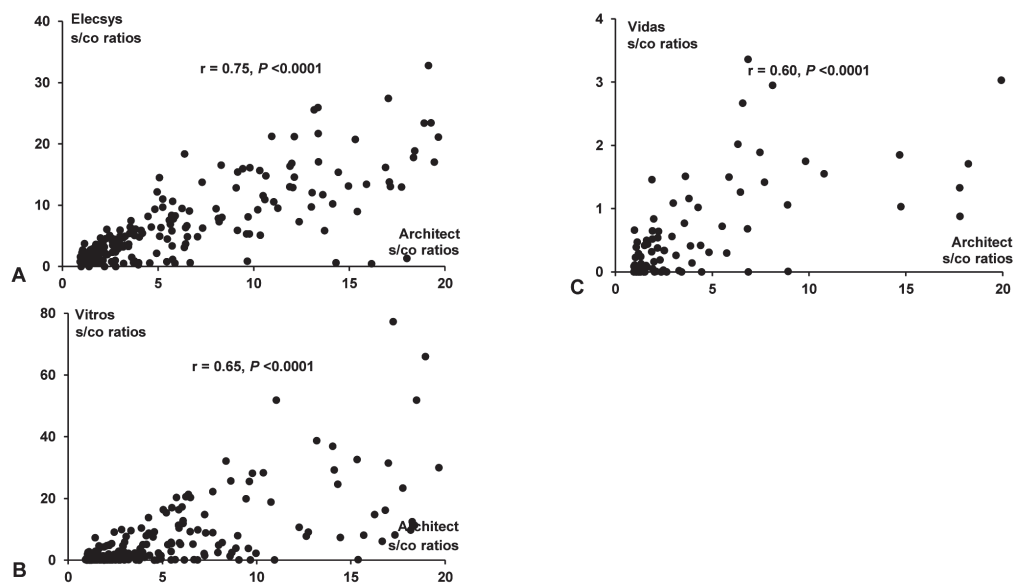 Elecsys
s/co ratios
40
30
20
10
0
r = 0.75, P <0.0001
Architect
s/co ratios
0 5 10 15 20
A
Vitros
s/co ratios
80
60
40
20
0
r = 0.65, P <0.0001
Architect
s/co ratios
0 5 10 15 20
B
Vidas
s/co ratios
4
3
2
1
0
r = 0.60, P <0.0001
Architect
s/co ratios
0 5 10 15 20
C